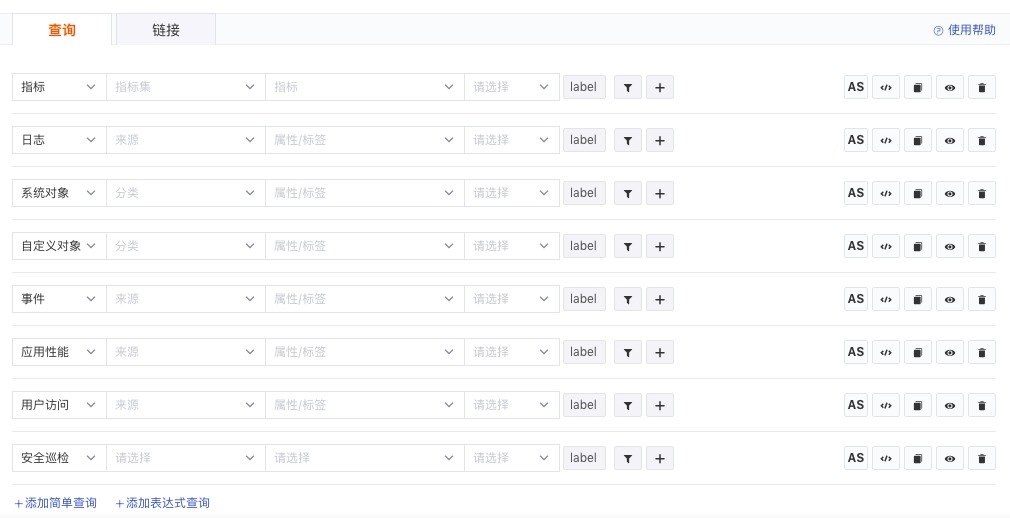 查询 链接 使用帮助
指标 指标集 指标 请选择 label AS
日志 来源 属性/标签 请选择 label AS
系统对象 分类 属性/标签 请选择 label AS
自定义对象 分类 属性/标签 请选择 label AS
事件 来源 属性/标签 请选择 label AS
应用性能 来源 属性/标签 请选择 label AS
用户访问 来源 属性/标签 请选择 label AS
安全巡检 请选择 请选择 请选择 label AS
+添加简单查询 +添加表达式查询